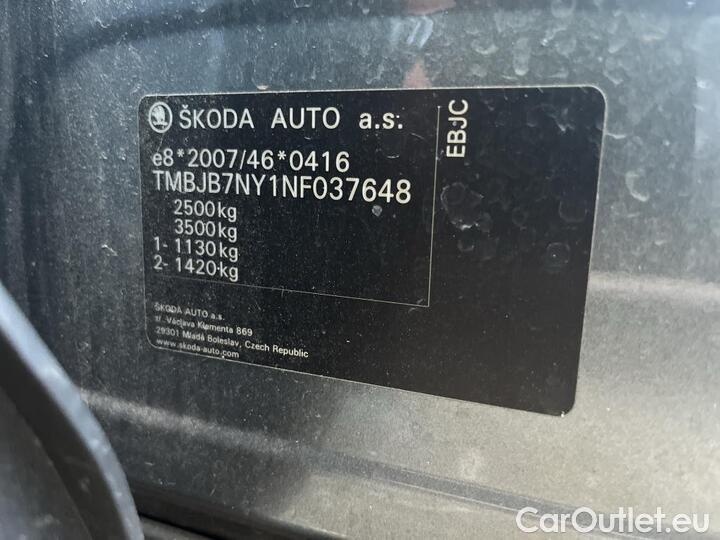 ŠKODA AUTO a.s.
EBJC
e8*2007/46*0416
TMBJB7NY1NF037648
2500kg
3500kg
1- 1130kg
2- 1420kg
ŠKODA AUTO a.s.
tř. Václava Klementa 869
29301 Mladá Boleslav, Czech Republic
www.skoda-auto.com
CarOutlet.eu